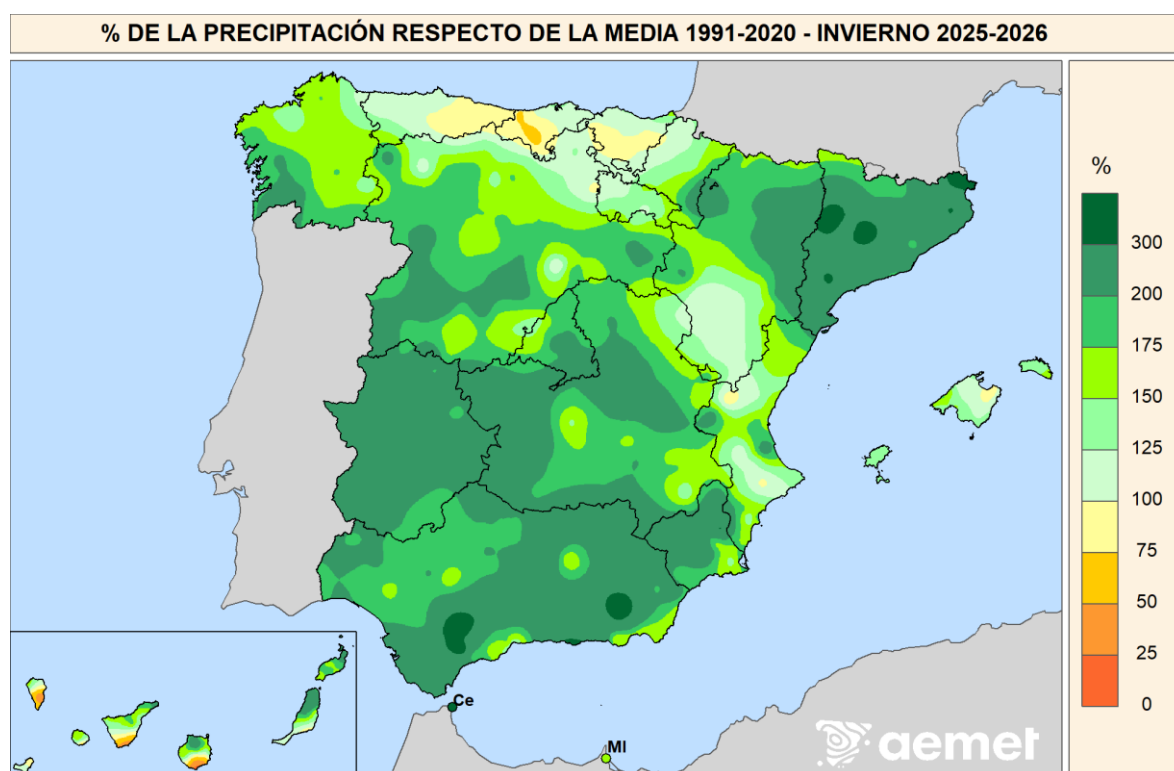 % DE LA PRECIPITACIÓN RESPECTO DE LA MEDIA 1991-2020 - INVIERNO 2025-2026
%
300
200
175
150
125
100
75
50
25
0
Ce
Ml
aemet